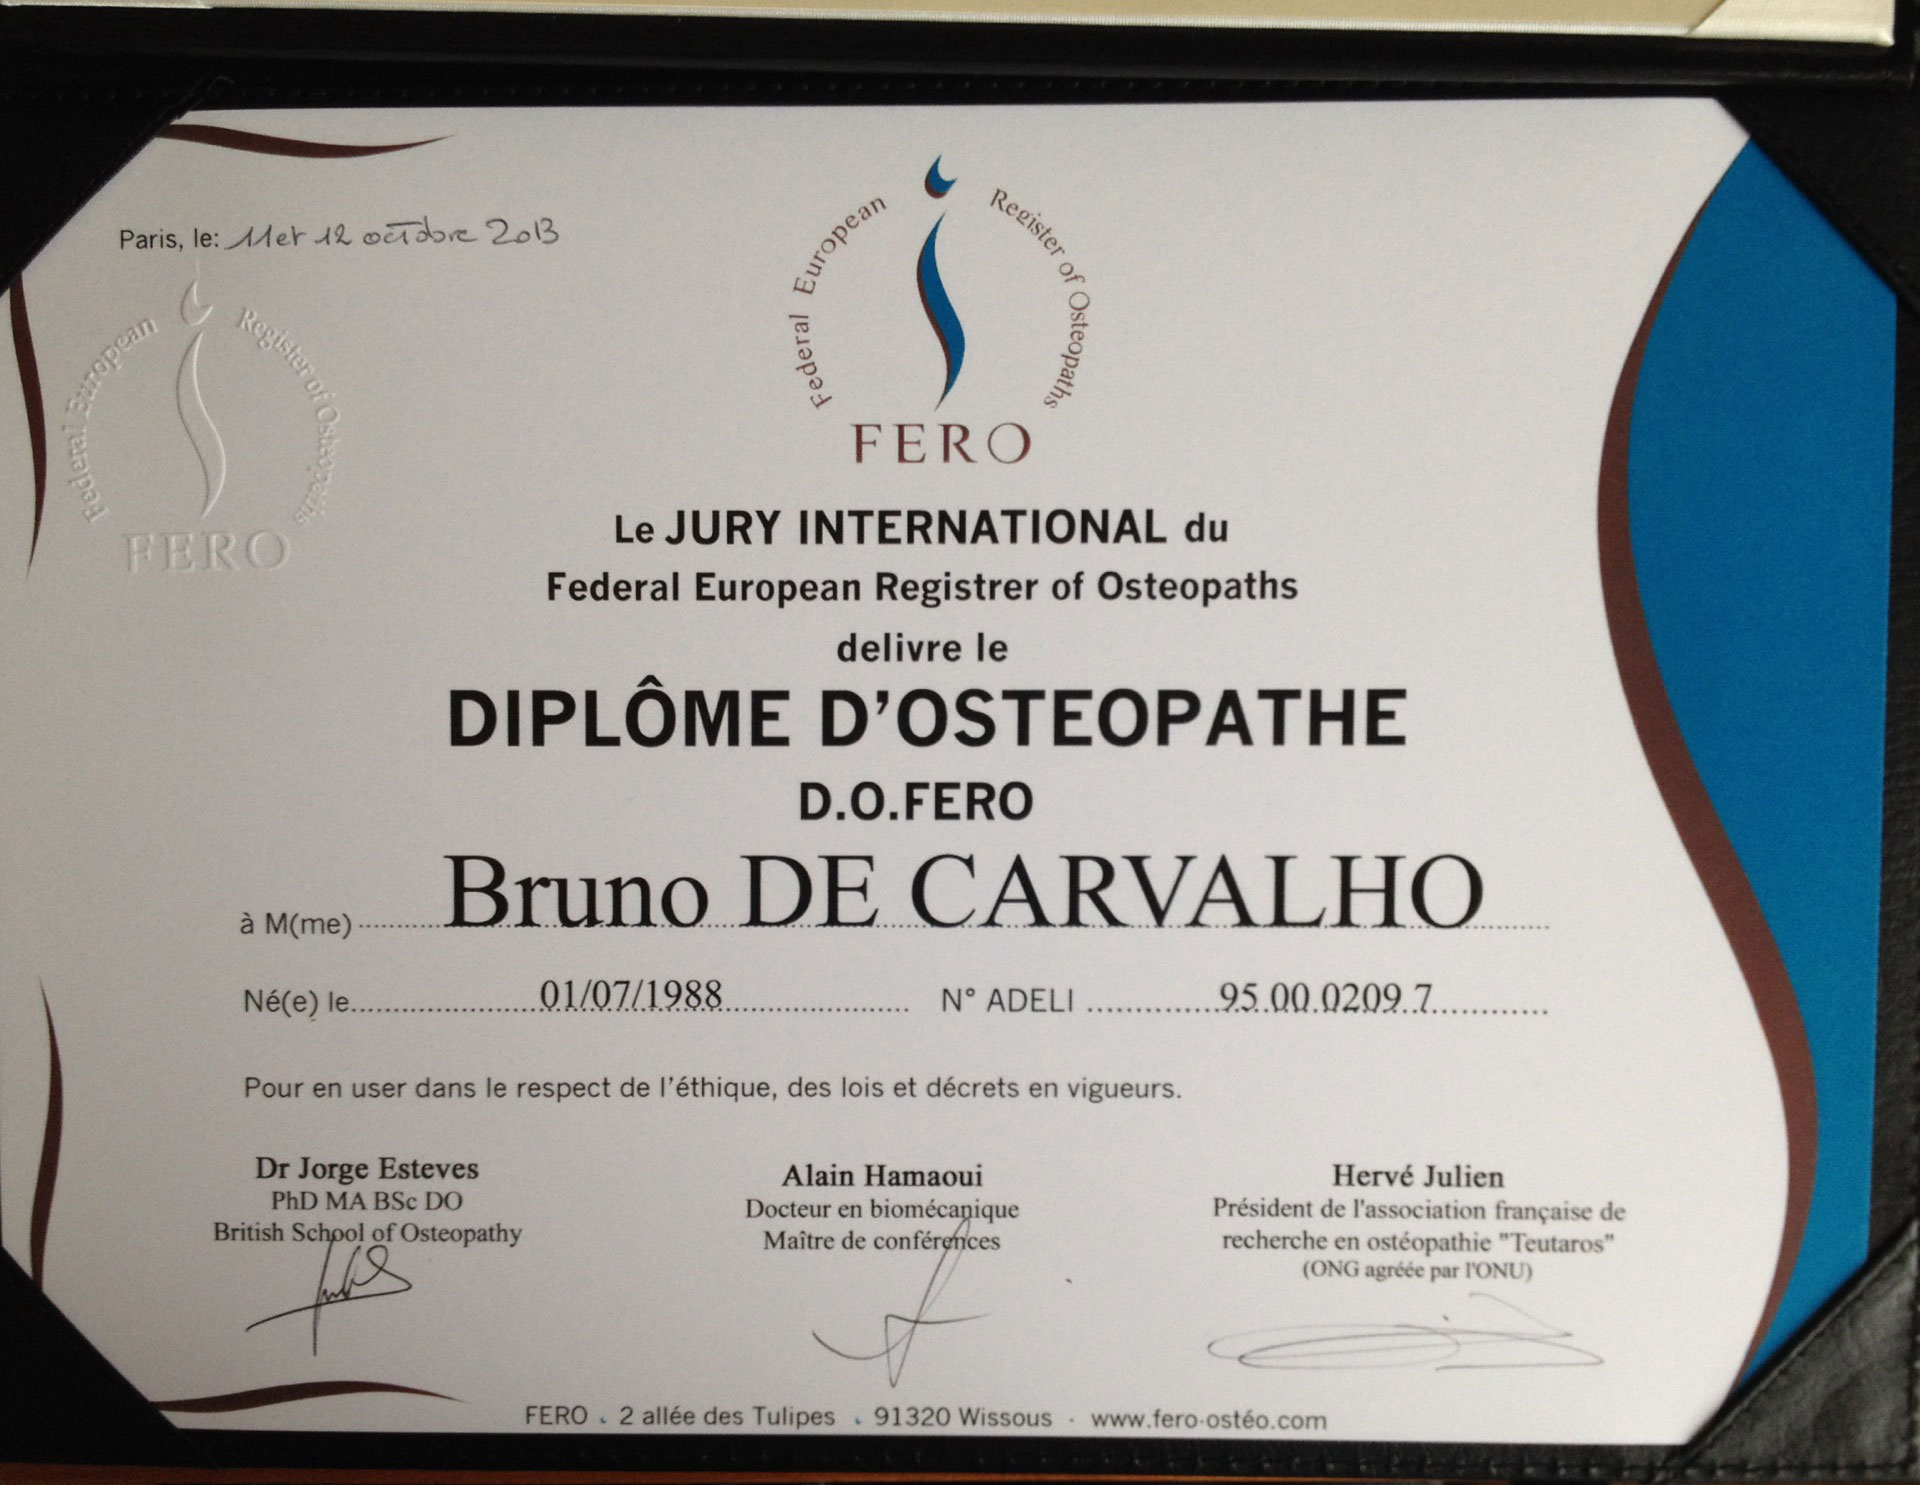 Paris, le: 11 et 12 octobre 2013
Federal European Register of Osteopaths
FERO
Federal European Register of Osteopaths
FERO
Le JURY INTERNATIONAL du
Federal European Registrer of Osteopaths
delivre le
DIPLÔME D'OSTEOPATHE
D.O.FERO
à M(me) Bruno DE CARVALHO
Né(e) le 01/07/1988 N° ADELI 95.00.0209.7
Pour en user dans le respect de l'éthique, des lois et décrets en vigueurs.
Dr Jorge Esteves
PhD MA BSc DO
British School of Osteopathy
Alain Hamaoui
Docteur en biomécanique
Maître de conférences
Hervé Julien
Président de l'association française de
recherche en ostéopathie "Teutaros"
(ONG agréée par l'ONU)
FERO . 2 allée des Tulipes . 91320 Wissous · www.fero-ostéo.com